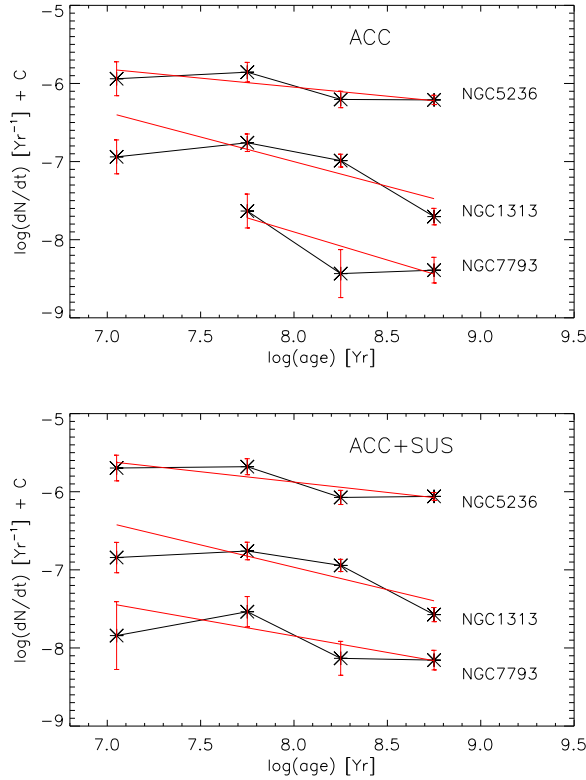 -5
ACC
-6
NGC5236
-7
NGC1313
-8
NGC7793
-9
log(dN/dt) [Yr⁻¹] + C
7.0 7.5 8.0 8.5 9.0 9.5
log(age) [Yr]
-5
ACC+SUS
-6
NGC5236
-7
NGC1313
-8
NGC7793
-9
log(dN/dt) [Yr⁻¹] + C
7.0 7.5 8.0 8.5 9.0 9.5
log(age) [Yr]